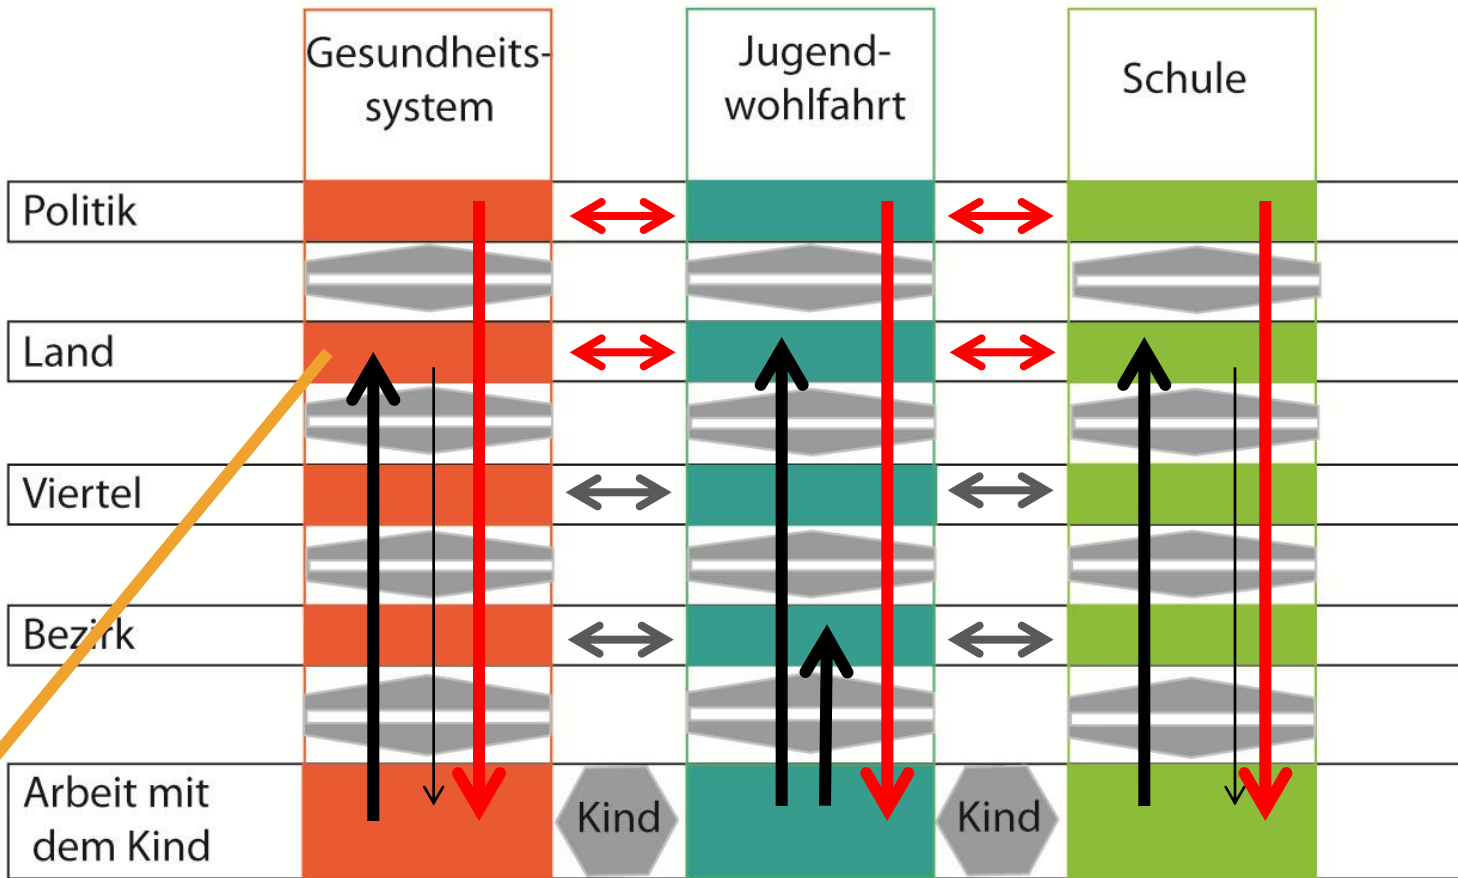 Gesundheits-
system
Jugend-
wohlfahrt
Schule
Politik
Land
Viertel
Bezirk
Arbeit mit
dem Kind
Kind
Kind